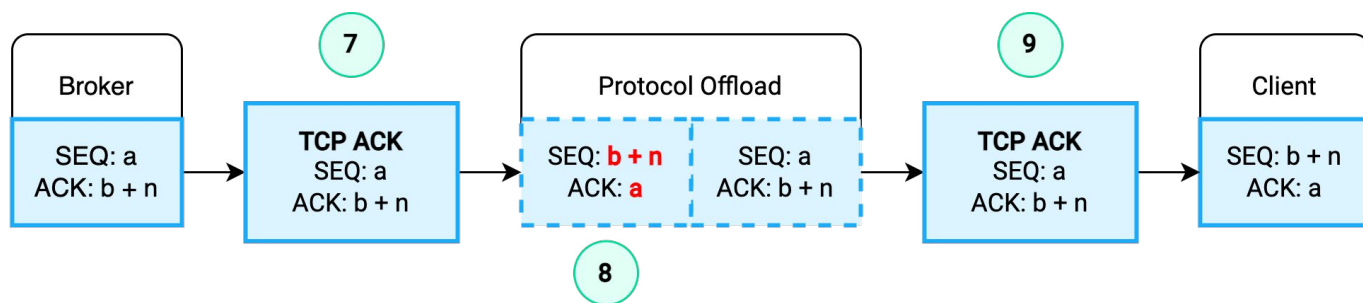 7
9
Broker
Protocol Offload
Client
SEQ: a
ACK: b + n
TCP ACK
SEQ: a
ACK: b + n
SEQ: b + n
ACK: a
SEQ: a
ACK: b + n
TCP ACK
SEQ: a
ACK: b + n
SEQ: b + n
ACK: a
8